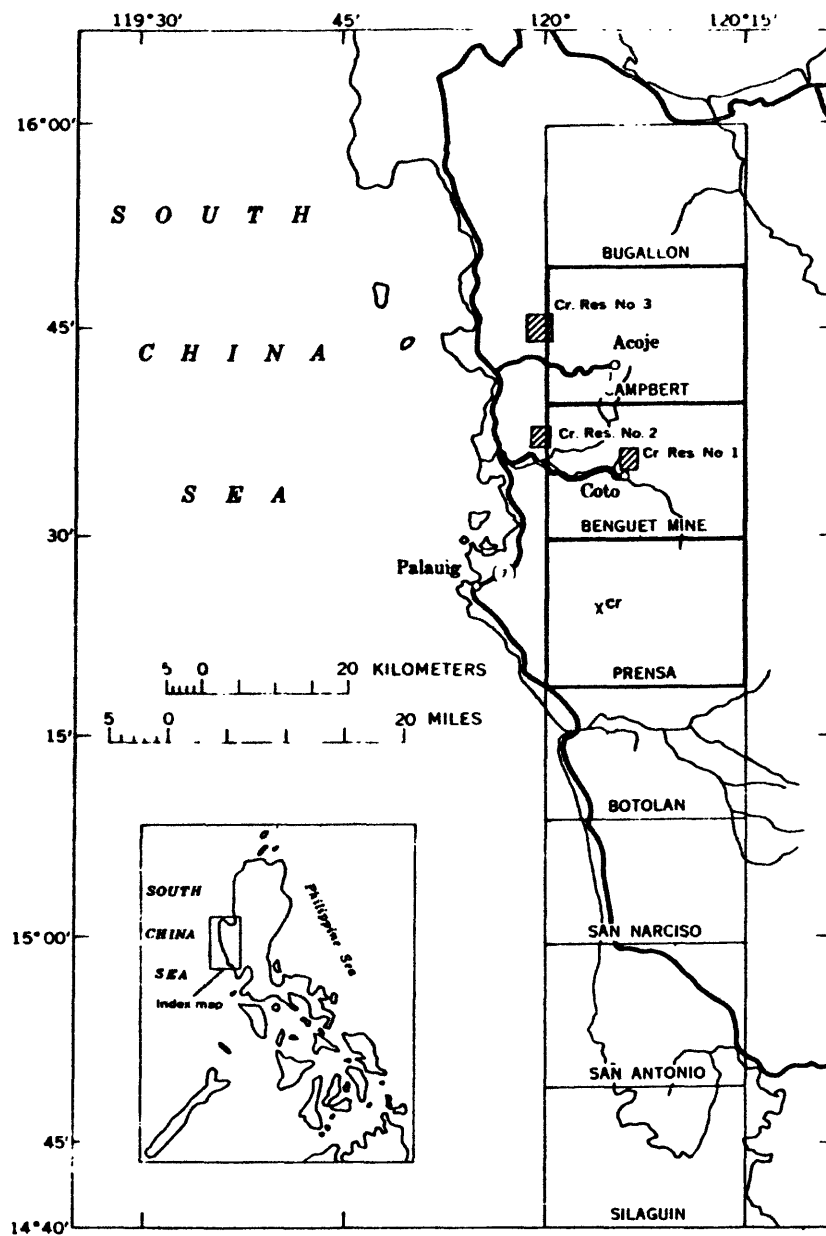 119°30' 45' 120° 120°15'
16°00'
SOUTH
BUGALLON
Cr. Res. No 3
45'
CHINA
Acoje
Cr. Res. No. 2
Cr Res No 1
SEA
Coto
BENGUET MINE
30'
Palauig
(?)
xcr
5 0 20 KILOMETERS
PRENSA
5 0 20 MILES
15'
BOTOLAN
SOUTH
Philippine Sea
CHINA
SAN NARCISO
15°00'
SEA
Index map
SAN ANTONIO
45'
SILAGUIN
14°40'